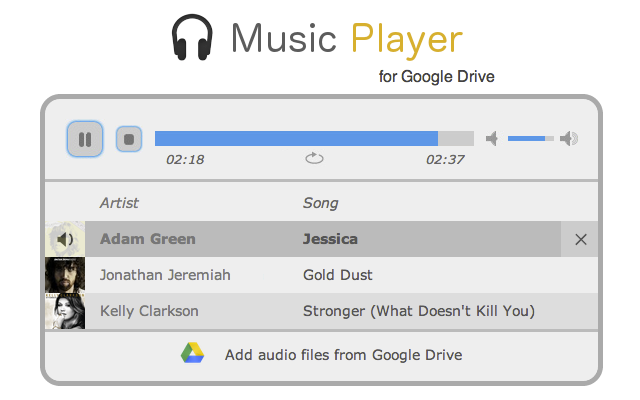 Music Player
for Google Drive
02:18 02:37
Artist Song
Adam Green Jessica
Jonathan Jeremiah Gold Dust
Kelly Clarkson Stronger (What Doesn't Kill You)
Add audio files from Google Drive